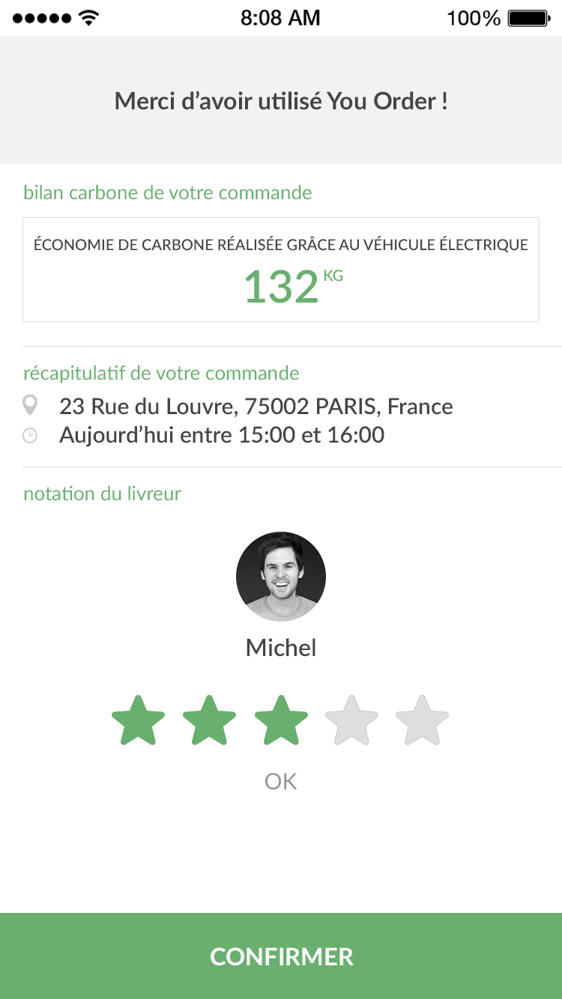 8:08 AM 100%
Merci d’avoir utilisé You Order !
bilan carbone de votre commande
ÉCONOMIE DE CARBONE RÉALISÉE GRÂCE AU VÉHICULE ÉLECTRIQUE
132 KG
récapitulatif de votre commande
23 Rue du Louvre, 75002 PARIS, France
Aujourd’hui entre 15:00 et 16:00
notation du livreur
Michel
OK
CONFIRMER